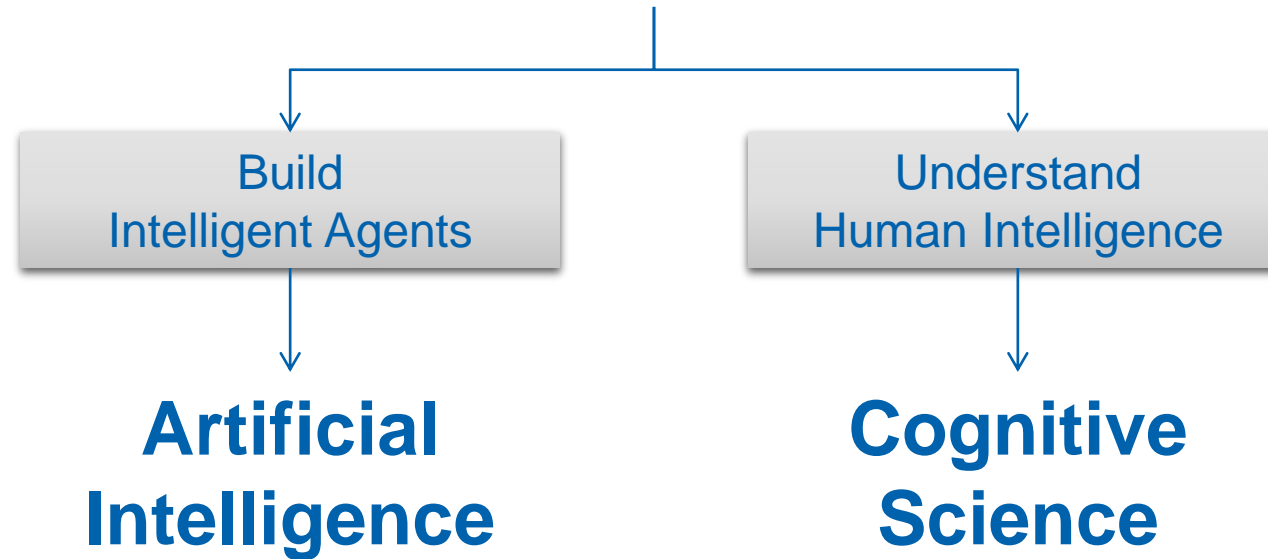 Build
Intelligent Agents
Understand
Human Intelligence
Artificial
Intelligence
Cognitive
Science